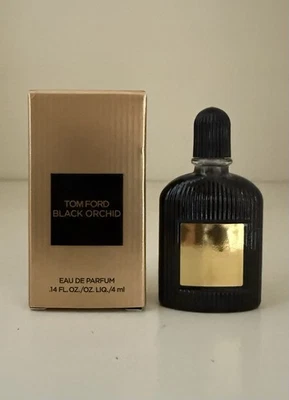 TOM FORD
BLACK ORCHID
EAU DE PARFUM
.14 FL.OZ./OZ. LIQ./4 ml